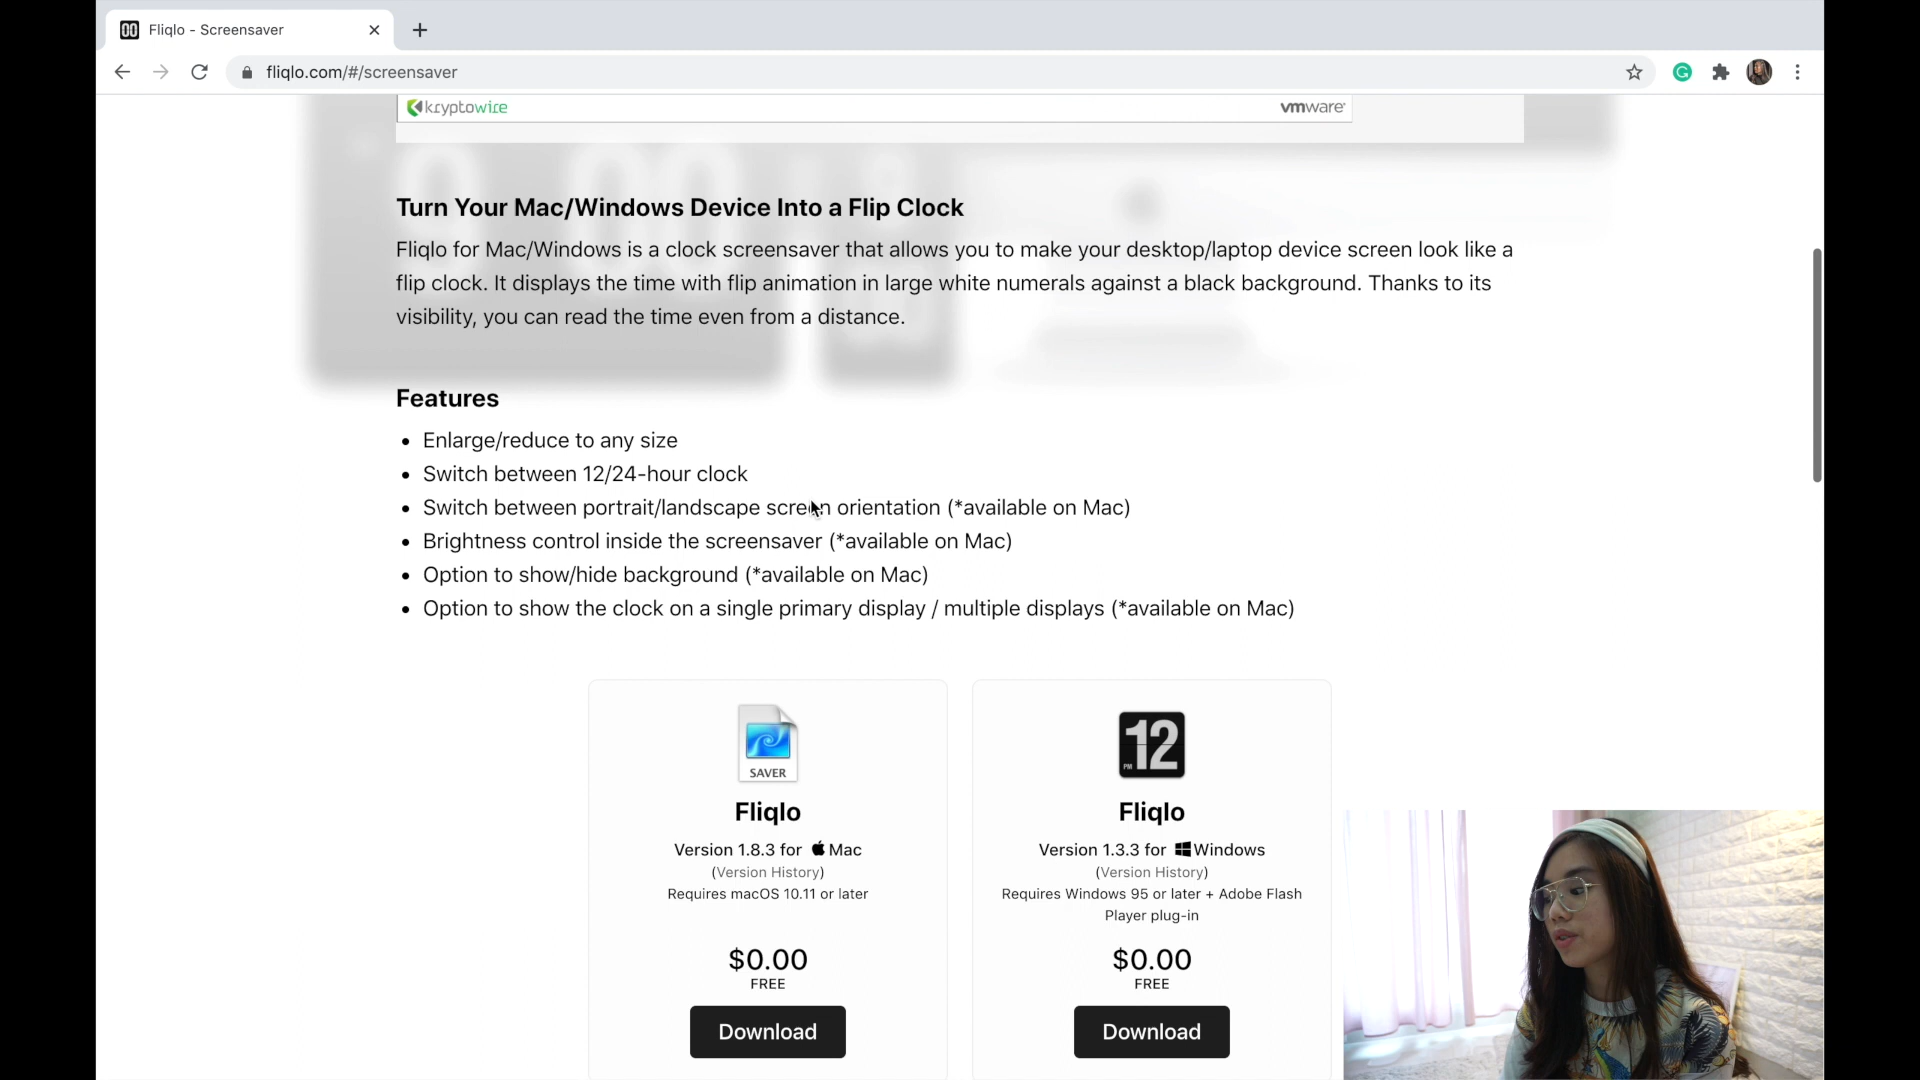 Fliqlo - Screensaver
fliqlo.com/#/screensaver
kryptowire
vmware
Turn Your Mac/Windows Device Into a Flip Clock
Fliqlo for Mac/Windows is a clock screensaver that allows you to make your desktop/laptop device screen look like a
flip clock. It displays the time with flip animation in large white numerals against a black background. Thanks to its
visibility, you can read the time even from a distance.
Features
• Enlarge/reduce to any size
• Switch between 12/24-hour clock
• Switch between portrait/landscape screen orientation (*available on Mac)
• Brightness control inside the screensaver (*available on Mac)
• Option to show/hide background (*available on Mac)
• Option to show the clock on a single primary display / multiple displays (*available on Mac)
SAVER
Fliqlo
Version 1.8.3 for Mac
(Version History)
Requires macOS 10.11 or later
$0.00
FREE
Download
12
PM
Fliqlo
Version 1.3.3 for Windows
(Version History)
Requires Windows 95 or later + Adobe Flash
Player plug-in
$0.00
FREE
Download